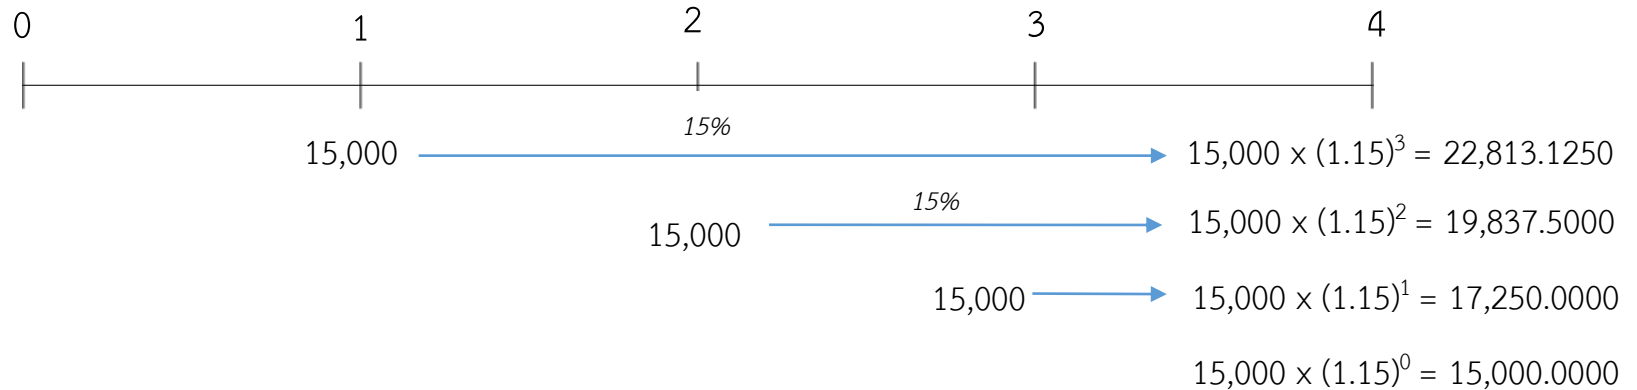 0 1 2 3 4
15%
15,000 15,000 x (1.15)³ = 22,813.1250
15%
15,000 15,000 x (1.15)² = 19,837.5000
15,000 15,000 x (1.15)¹ = 17,250.0000
15,000 x (1.15)⁰ = 15,000.0000